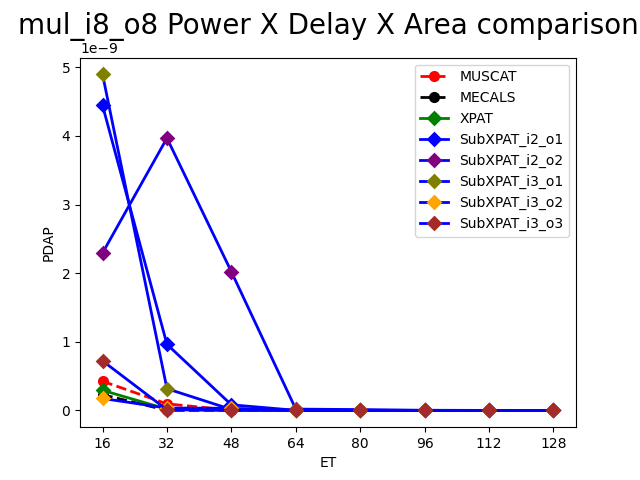 mul_i8_o8 Power X Delay X Area comparison
1e−9
5
4
3
2
1
0
PDAP
MUSCAT
MECALS
XPAT
SubXPAT_i2_o1
SubXPAT_i2_o2
SubXPAT_i3_o1
SubXPAT_i3_o2
SubXPAT_i3_o3
16 32 48 64 80 96 112 128
ET